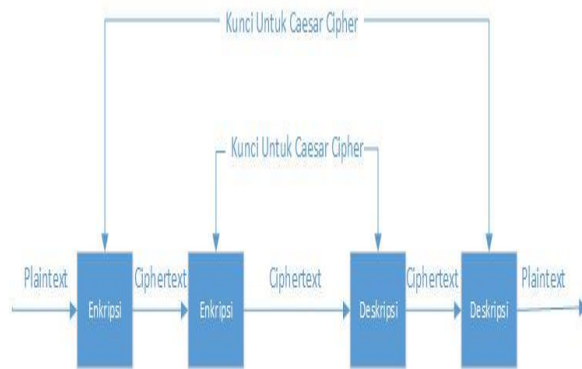 Kunci Untuk Caesar Cipher
Kunci Untuk Caesar Cipher
Plaintext
Ciphertext
Ciphertext
Ciphertext
Plaintext
Enkripsi
Enkripsi
Deskripsi
Deskripsi